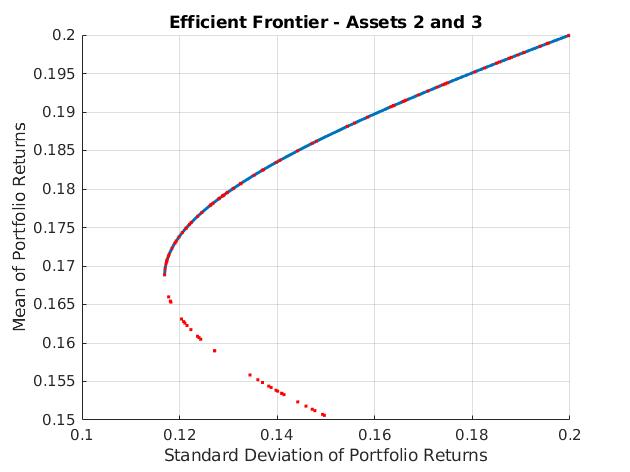 Efficient Frontier - Assets 2 and 3
Mean of Portfolio Returns
0.2
0.195
0.19
0.185
0.18
0.175
0.17
0.165
0.16
0.155
0.15
0.1 0.12 0.14 0.16 0.18 0.2
Standard Deviation of Portfolio Returns